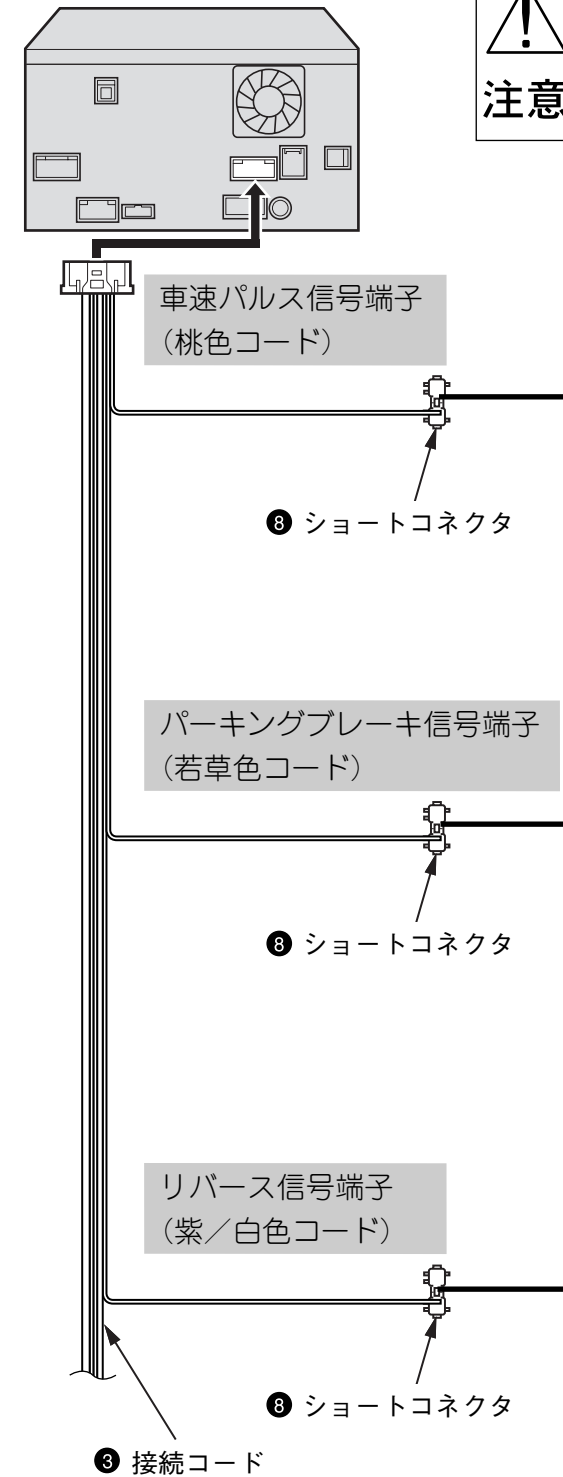 注意
車速パルス信号端子
（桃色コード）
❽ ショートコネクタ
パーキングブレーキ信号端子
（若草色コード）
❽ ショートコネクタ
リバース信号端子
（紫／白色コード）
❽ ショートコネクタ
❸ 接続コード